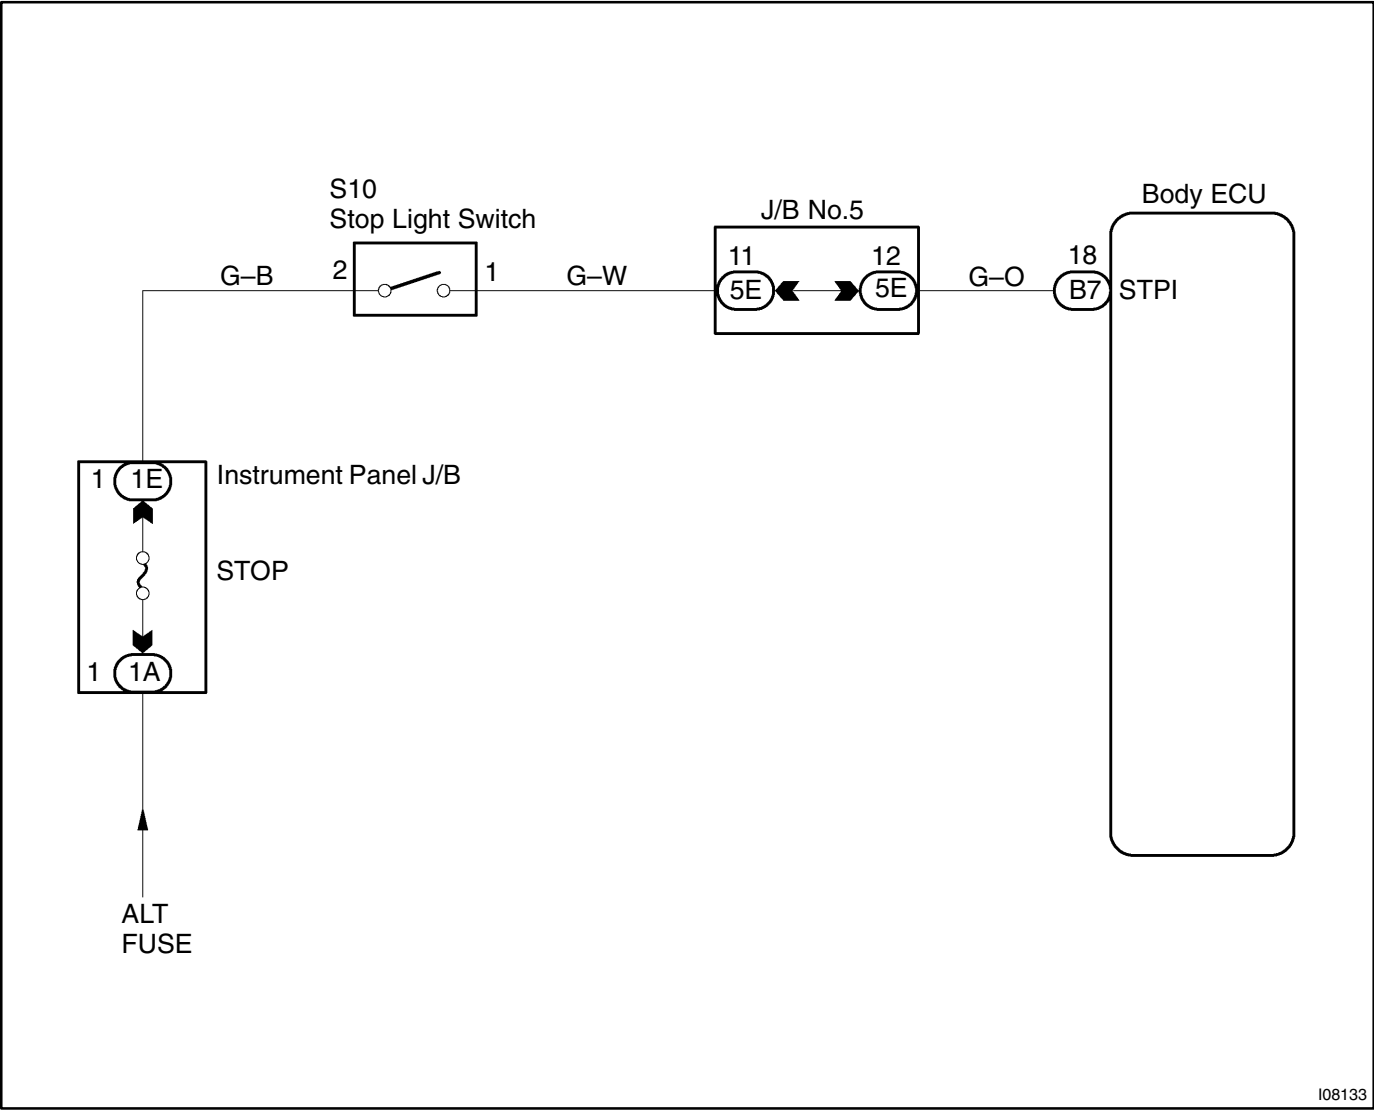 S10
Stop Light Switch
J/B No.5
Body ECU
G–B
2
1
G–W
11
12
G–O
18
5E
5E
B7
STPI
1
1E
Instrument Panel J/B
STOP
1
1A
ALT
FUSE
I08133